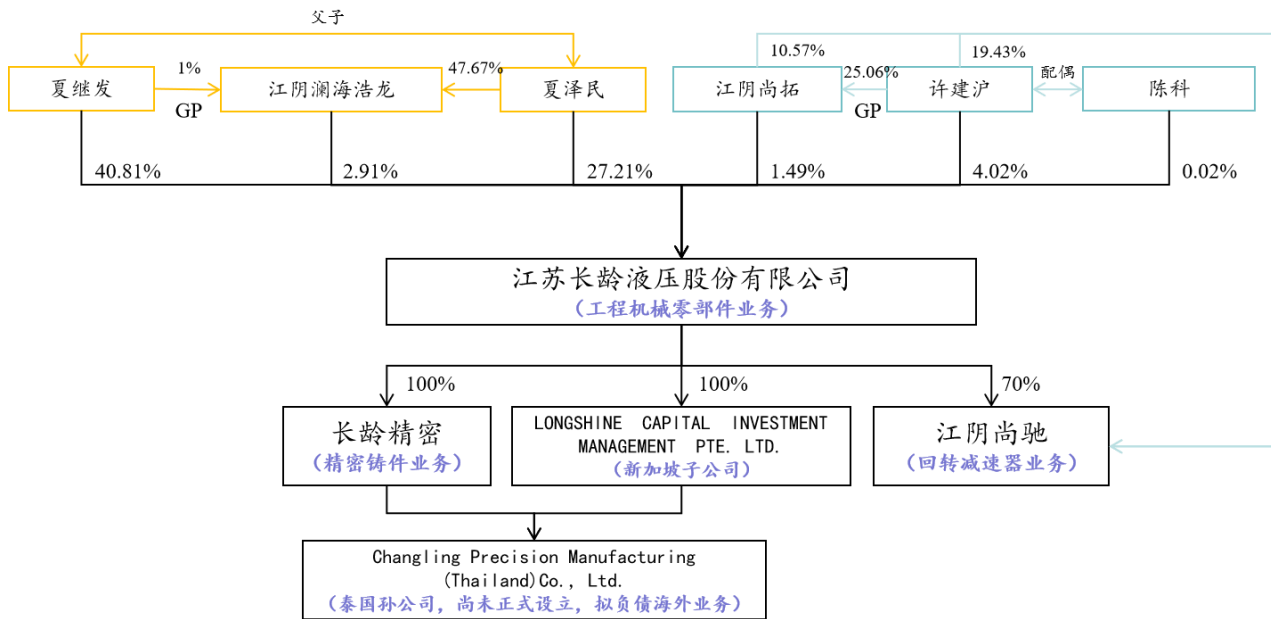 父子
10.57%
19.43%
1%
47.67%
25.06%
配偶
夏继发
江阴澜海浩龙
夏泽民
江阴尚拓
许建沪
陈科
GP
GP
40.81%
2.91%
27.21%
1.49%
4.02%
0.02%
江苏长龄液压股份有限公司
（工程机械零部件业务）
100%
100%
70%
长龄精密
（精密铸件业务）
LONGSHINE CAPITAL INVESTMENT
MANAGEMENT PTE. LTD.
（新加坡子公司）
江阴尚驰
（回转减速器业务）
Changling Precision Manufacturing
(Thailand)Co., Ltd.
（泰国孙公司，尚未正式设立，拟负债海外业务）